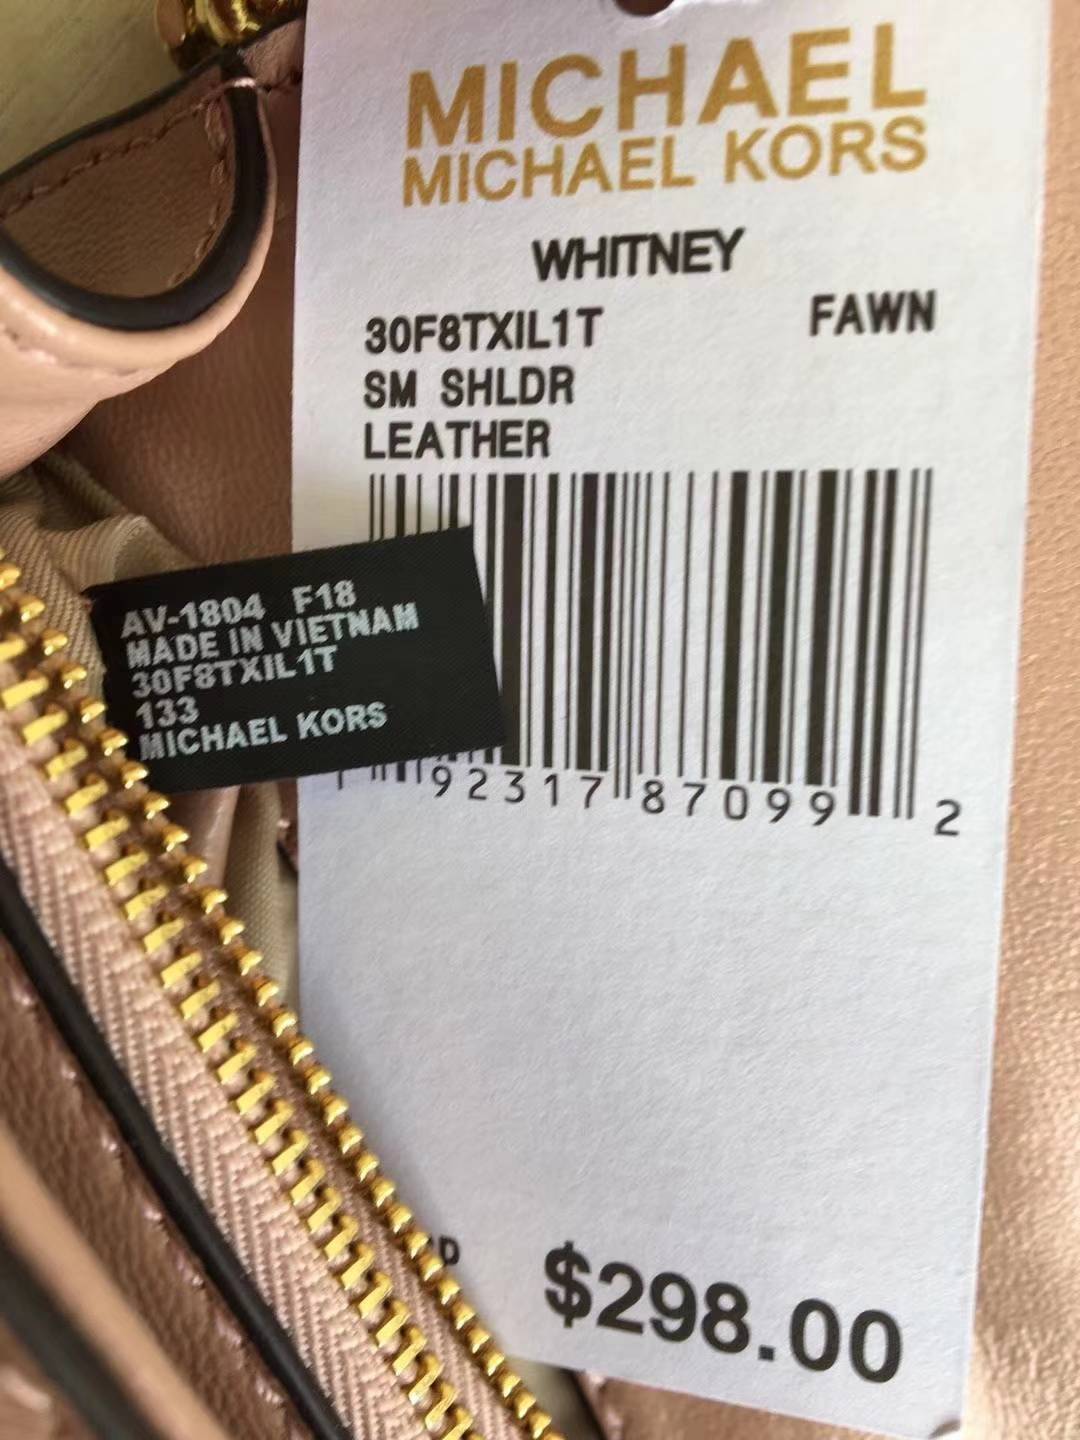 MICHAEL
MICHAEL KORS
WHITNEY
30F8TXIL1T FAWN
SM SHLDR
LEATHER
AV-1804 F18
MADE IN VIETNAM
30F8TXIL1T
133
MICHAEL KORS
1 92317 87099 2
$298.00